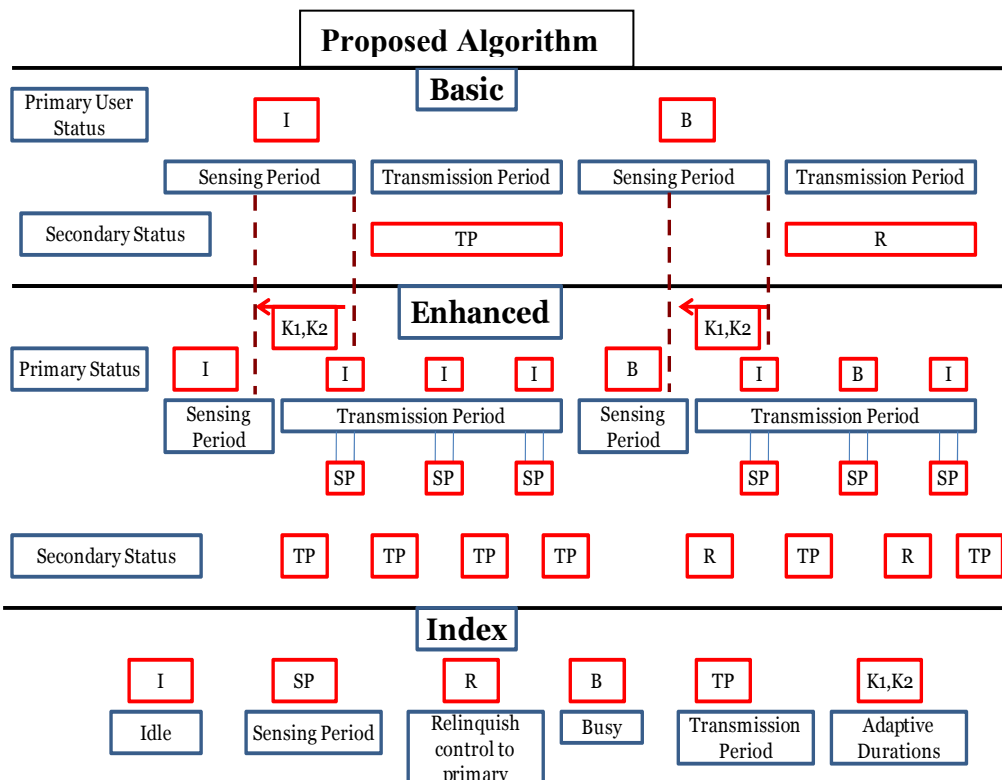 Proposed Algorithm
Basic
Primary User
Status
I
B
Sensing Period
Transmission Period
Sensing Period
Transmission Period
Secondary Status
TP
R
Enhanced
K1,K2
K1,K2
Primary Status
I
I
I
I
B
I
B
I
Sensing
Period
Transmission Period
Sensing
Period
Transmission Period
SP
SP
SP
SP
SP
SP
Secondary Status
TP
TP
TP
TP
R
TP
R
TP
Index
I
SP
R
B
TP
K1,K2
Idle
Sensing Period
Relinquish
control to
primary
Busy
Transmission
Period
Adaptive
Durations